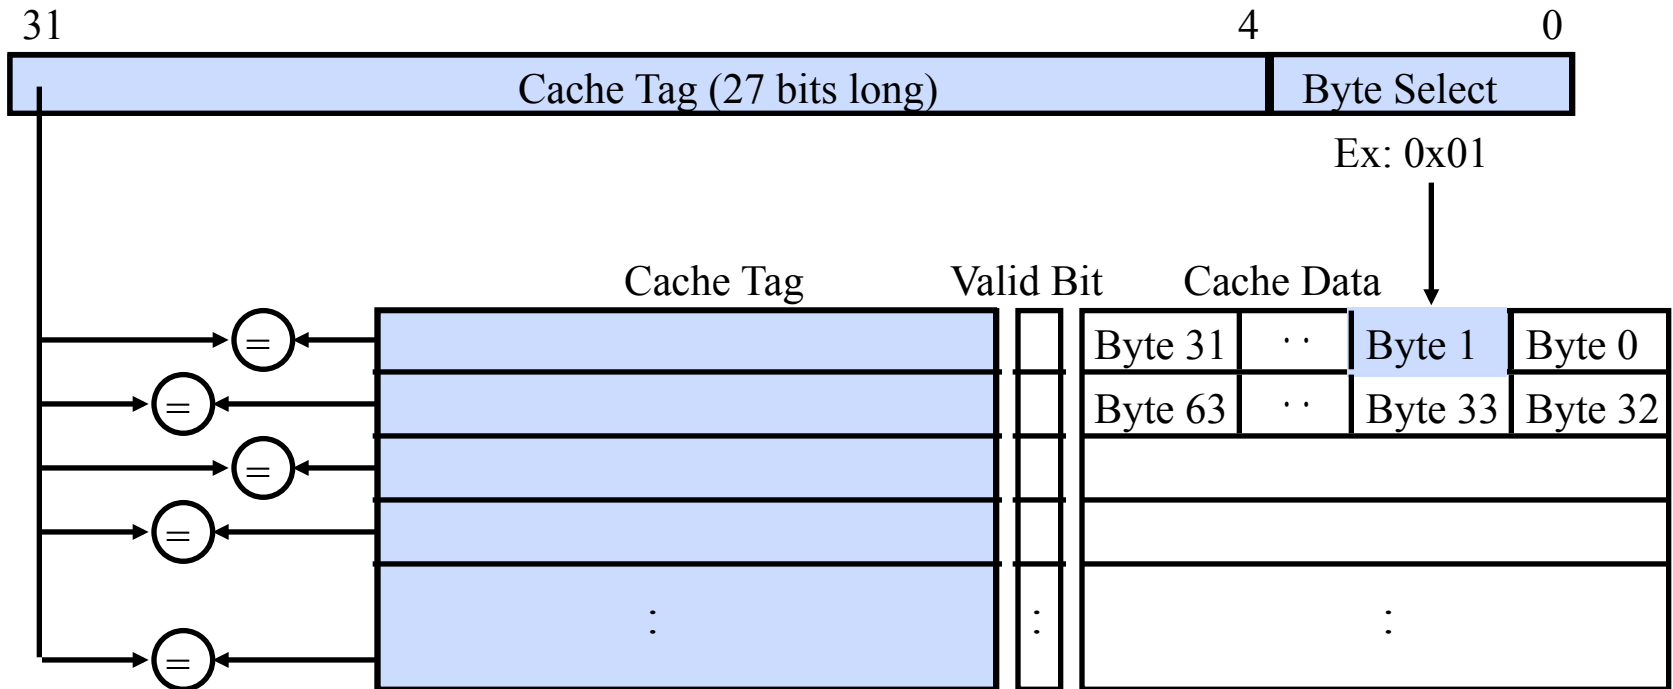 31 4 0
Cache Tag (27 bits long) Byte Select
Ex: 0x01
Cache Tag Valid Bit Cache Data
= Byte 31 ·· Byte 1 Byte 0
= Byte 63 ·· Byte 33 Byte 32
=
=
: : :
=